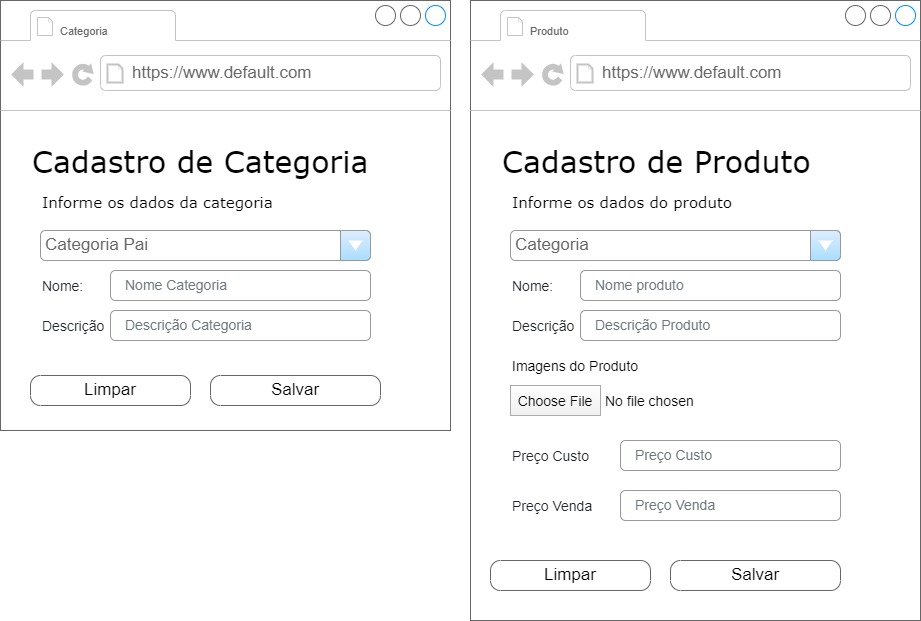 Categoria
https://www.default.com
Cadastro de Categoria
Informe os dados da categoria
Categoria Pai
Nome: Nome Categoria
Descrição Descrição Categoria
Limpar Salvar
Produto
https://www.default.com
Cadastro de Produto
Informe os dados do produto
Categoria
Nome: Nome produto
Descrição Descrição Produto
Imagens do Produto
Choose File No file chosen
Preço Custo Preço Custo
Preço Venda Preço Venda
Limpar Salvar